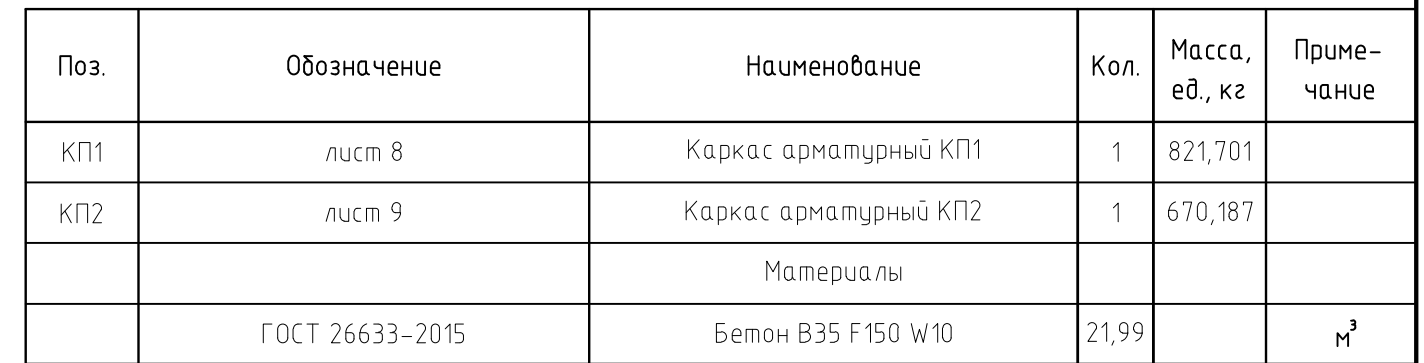 Поз. Обозначение Наименование Кол. Масса, ед., кг Приме- чание
КП1 лист 8 Каркас арматурный КП1 1 821,701
КП2 лист 9 Каркас арматурный КП2 1 670,187
Материалы
ГОСТ 26633-2015 Бетон В35 F150 W10 21,99 м³